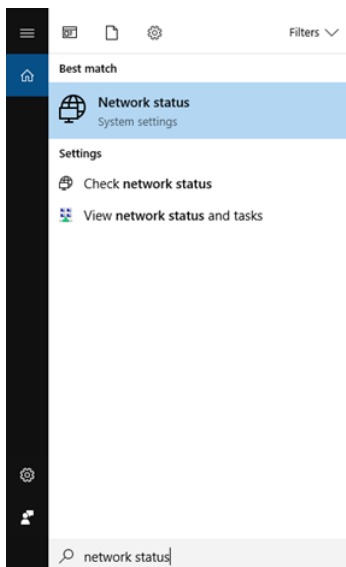 Filters
Best match
Network status
System settings
Settings
Check network status
View network status and tasks
network status